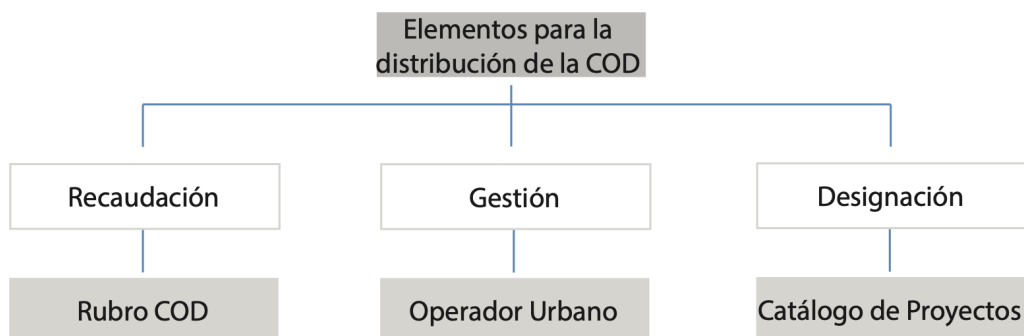 Elementos para la
distribución de la COD
Recaudación
Gestión
Designación
Rubro COD
Operador Urbano
Catálogo de Proyectos